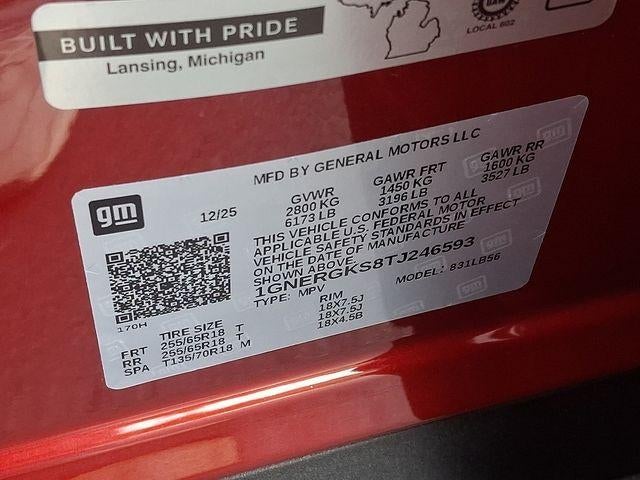 BUILT WITH PRIDE
Lansing, Michigan
UAW
LOCAL 602
gm
MFD BY GENERAL MOTORS LLC
12/25
GVWR
2800 KG
6173 LB
GAWR FRT
1450 KG
3196 LB
GAWR RR
1600 KG
3527 LB
THIS VEHICLE CONFORMS TO ALL
APPLICABLE U.S. FEDERAL MOTOR
VEHICLE SAFETY STANDARDS IN EFFECT
ON THE DATE OF MANUFACTURE
SHOWN ABOVE.
1GNERGKS8TJ246593
TYPE: MPV
MODEL: 831LB56
170H
TIRE SIZE
RIM
FRT 255/65R18 T 18X7.5J
RR 255/65R18 T 18X7.5J
SPA T135/70R18 M 18X4.5B